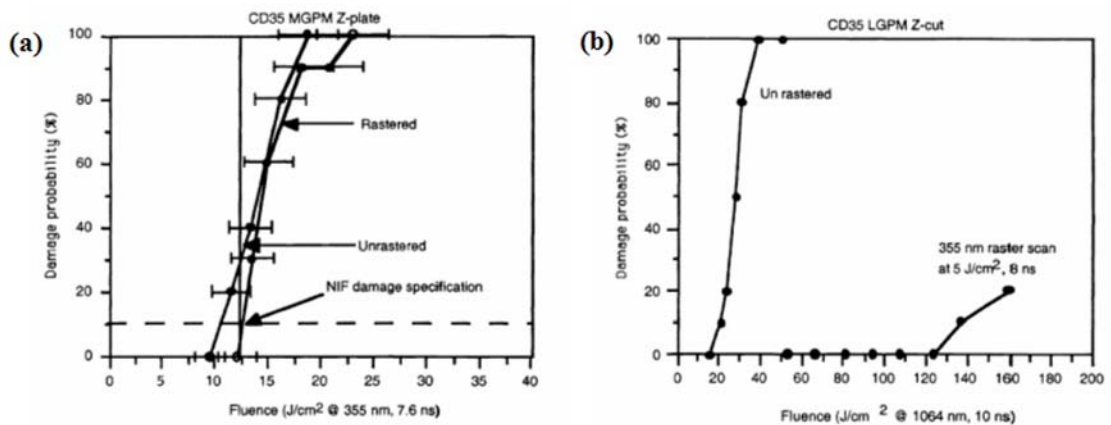 (a)
CD35 MGPM Z-plate
Damage probability (%)
100
80
60
40
20
0
Rastered
Unrastered
NIF damage specification
0 5 10 15 20 25 30 35 40
Fluence (J/cm2 @ 355 nm, 7.6 ns)
(b)
CD35 LGPM Z-cut
Damage probability (%)
100
80
60
40
20
0
Un rastered
355 nm raster scan
at 5 J/cm2, 8 ns
0 20 40 60 80 100 120 140 160 180 200
Fluence (J/cm 2 @ 1064 nm, 10 ns)